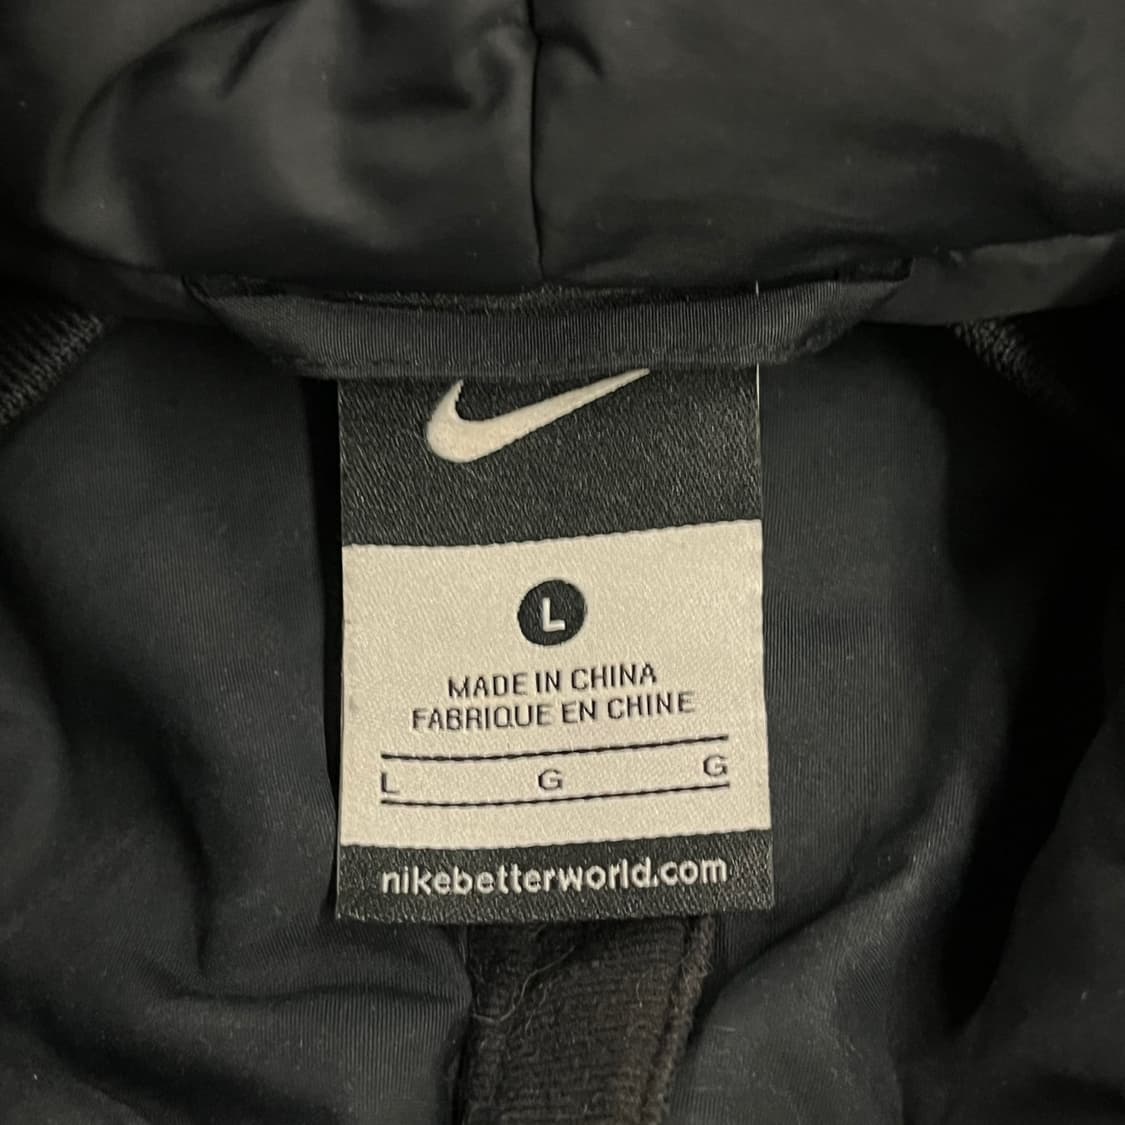 L
MADE IN CHINA
FABRIQUE EN CHINE
L G G
nikebetterworld.com